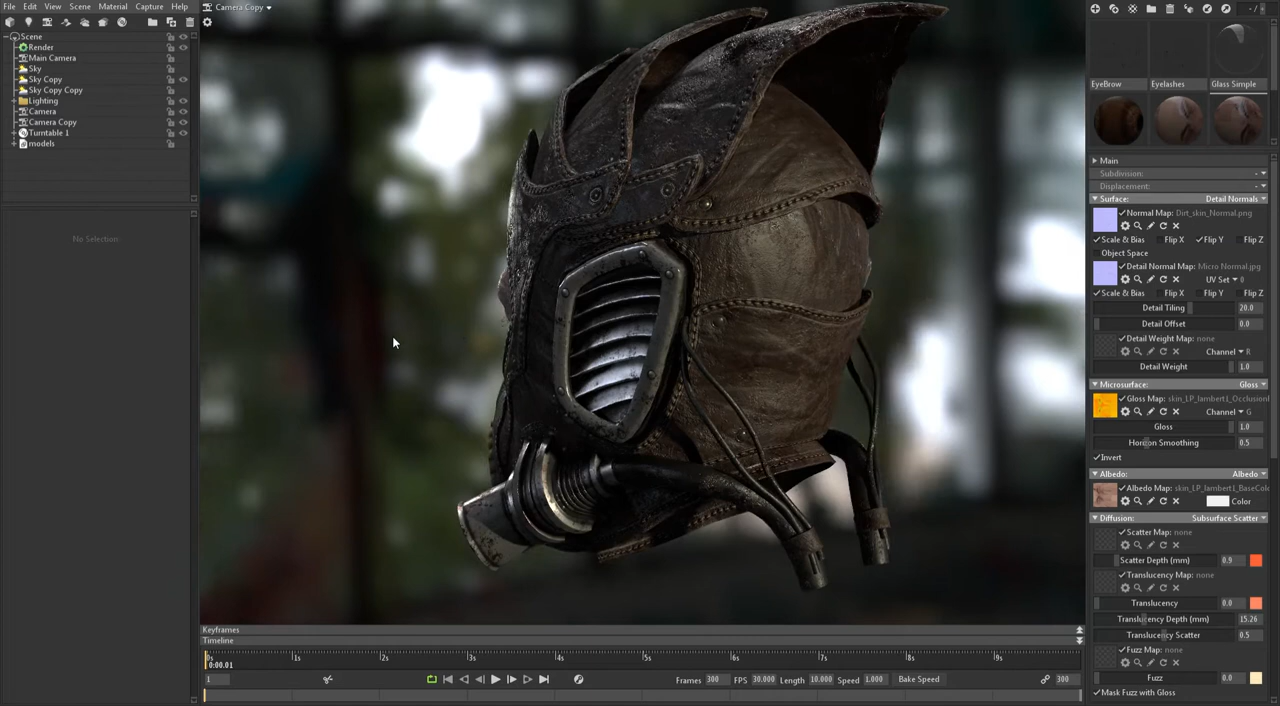 File Edit View Scene Material Capture Help
Camera Copy
Scene
Render
Main Camera
Sky
Sky Copy
Sky Copy Copy
Lighting
Camera
Camera Copy
Turntable 1
models
No Selection
EyeBrow Eyelashes Glass Simple
Main
Subdivision: -
Displacement: -
Surface: Detail Normals
Normal Map: Dirt_skin_Normal.png
Scale & Bias Flip X Flip Y Flip Z
Object Space
Detail Normal Map: Micro Normal.jpg
UV Set 0
Scale & Bias Flip X Flip Y Flip Z
Detail Tiling 20.0
Detail Offset 0.0
Detail Weight Map: none
Channel R
Detail Weight 1.0
Microsurface: Gloss
Gloss Map: skin_LP_lambert1_Occlusion
Channel G
Gloss 1.0
Horizon Smoothing 0.5
Invert
Albedo: Albedo
Albedo Map: skin_LP_lambert1_BaseColo
Color
Diffusion: Subsurface Scatter
Scatter Map: none
Scatter Depth (mm) 0.9
Translucency Map: none
Translucency 0.0
Translucency Depth (mm) 15.26
Translucency Scatter 0.5
Fuzz Map: none
Fuzz 0.0
Mask Fuzz with Gloss
Keyframes
Timeline
0s 1s 2s 3s 4s 5s 6s 7s 8s 9s
0:00.01
1 Frames 300 FPS 30.000 Length 10.000 Speed 1.000 Bake Speed 300